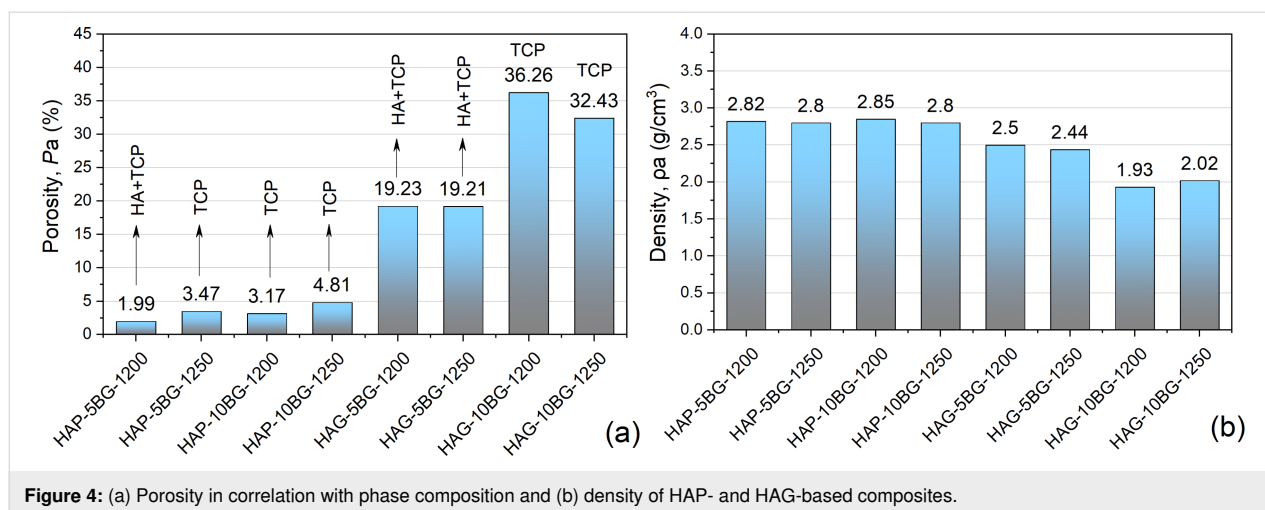 Porosity, Pa (%)
45
40
35
30
25
20
15
10
5
0
HA+TCP
TCP
TCP
TCP
HA+TCP
HA+TCP
TCP
TCP
1.99
3.47
3.17
4.81
19.23
19.21
36.26
32.43
HAP-5BG-1200
HAP-5BG-1250
HAP-10BG-1200
HAP-10BG-1250
HAG-5BG-1200
HAG-5BG-1250
HAG-10BG-1200
HAG-10BG-1250
(a)
Density, ρa (g/cm³)
4.0
3.5
3.0
2.5
2.0
1.5
1.0
0.5
0.0
2.82
2.8
2.85
2.8
2.5
2.44
1.93
2.02
HAP-5BG-1200
HAP-5BG-1250
HAP-10BG-1200
HAP-10BG-1250
HAG-5BG-1200
HAG-5BG-1250
HAG-10BG-1200
HAG-10BG-1250
(b)
Figure 4: (a) Porosity in correlation with phase composition and (b) density of HAP- and HAG-based composites.